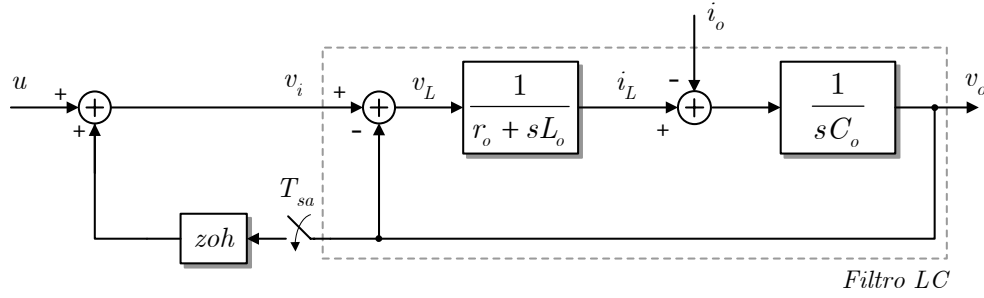 i_o
u
+
+
v_i
+
-
v_L
1
r_o + sL_o
i_L
-
+
1
sC_o
v_o
T_sa
zoh
Filtro LC